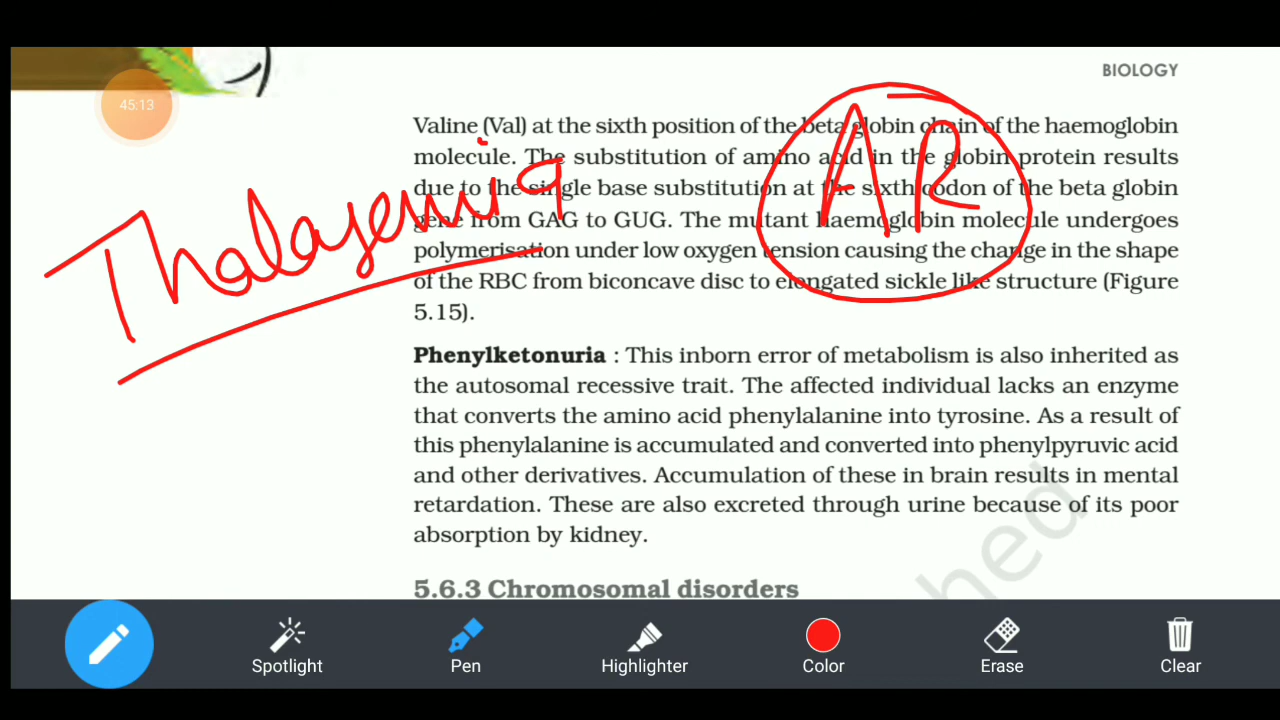 BIOLOGY
45:13
Valine (Val) at the sixth position of the beta globin chain of the haemoglobin
molecule. The substitution of amino acid in the globin protein results
due to the single base substitution at the sixth codon of the beta globin
gene from GAG to GUG. The mutant haemoglobin molecule undergoes
polymerisation under low oxygen tension causing the change in the shape
of the RBC from biconcave disc to elongated sickle like structure (Figure
5.15).
AR
Thalasemia
Phenylketonuria : This inborn error of metabolism is also inherited as
the autosomal recessive trait. The affected individual lacks an enzyme
that converts the amino acid phenylalanine into tyrosine. As a result of
this phenylalanine is accumulated and converted into phenylpyruvic acid
and other derivatives. Accumulation of these in brain results in mental
retardation. These are also excreted through urine because of its poor
absorption by kidney.
hed
5.6.3 Chromosomal disorders
Spotlight
Pen
Highlighter
Color
Erase
Clear